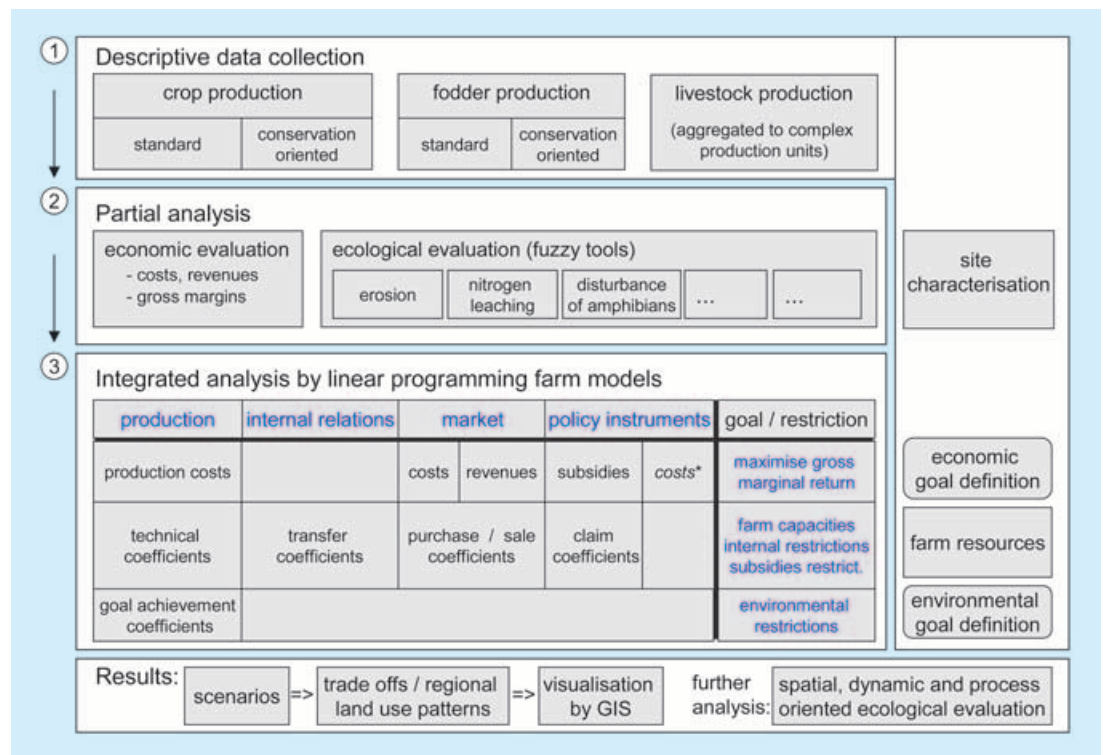 1
Descriptive data collection
crop production
standard
conservation
oriented
fodder production
standard
conservation
oriented
livestock production
(aggregated to complex
production units)
2
Partial analysis
economic evaluation
- costs, revenues
- gross margins
ecological evaluation (fuzzy tools)
erosion
nitrogen
leaching
disturbance
of amphibians
...
...
site
characterisation
3
Integrated analysis by linear programming farm models
production
internal relations
market
policy instruments
goal / restriction
production costs
costs
revenues
subsidies
costs*
maximise gross
marginal return
economic
goal definition
technical
coefficients
transfer
coefficients
purchase / sale
coefficients
claim
coefficients
farm capacities
internal restrictions
subsidies restrict.
farm resources
goal achievement
coefficients
environmental
restrictions
environmental
goal definition
Results:
scenarios
=>
trade offs / regional
land use patterns
=>
visualisation
by GIS
further
analysis:
spatial, dynamic and process
oriented ecological evaluation